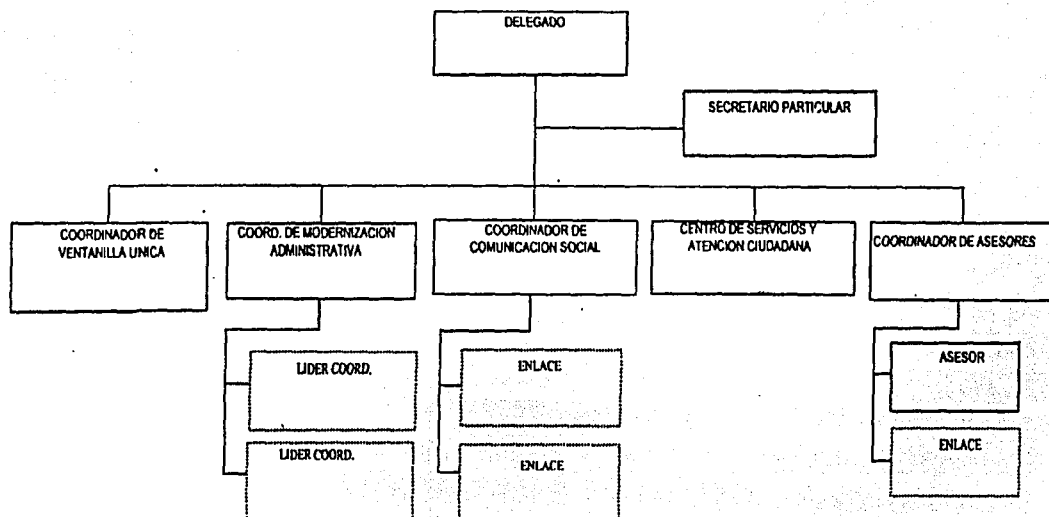 DELEGADO
SECRETARIO PARTICULAR
COORDINADOR DE
VENTANILLA UNICA
COORD. DE MODERNIZACION
ADMINISTRATIVA
COORDINADOR DE
COMUNICACION SOCIAL
CENTRO DE SERVICIOS Y
ATENCION CIUDADANA
COORDINADOR DE ASESORES
LIDER COORD.
LIDER COORD.
ENLACE
ENLACE
ASESOR
ENLACE